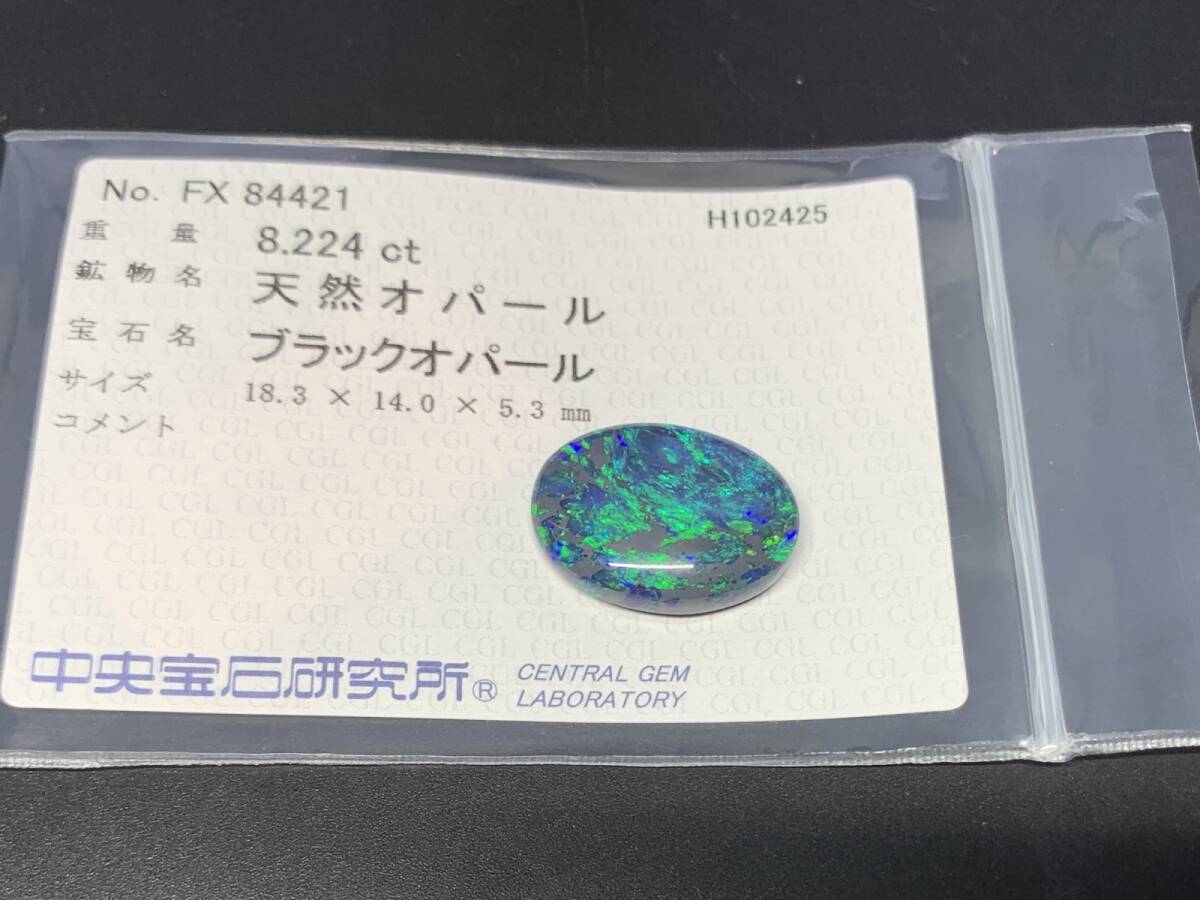 No. FX 84421
H102425
重量 8.224 ct
鉱物名 天然オパール
宝石名 ブラックオパール
サイズ 18.3 × 14.0 × 5.3 mm
コメント
中央宝石研究所® CENTRAL GEM LABORATORY